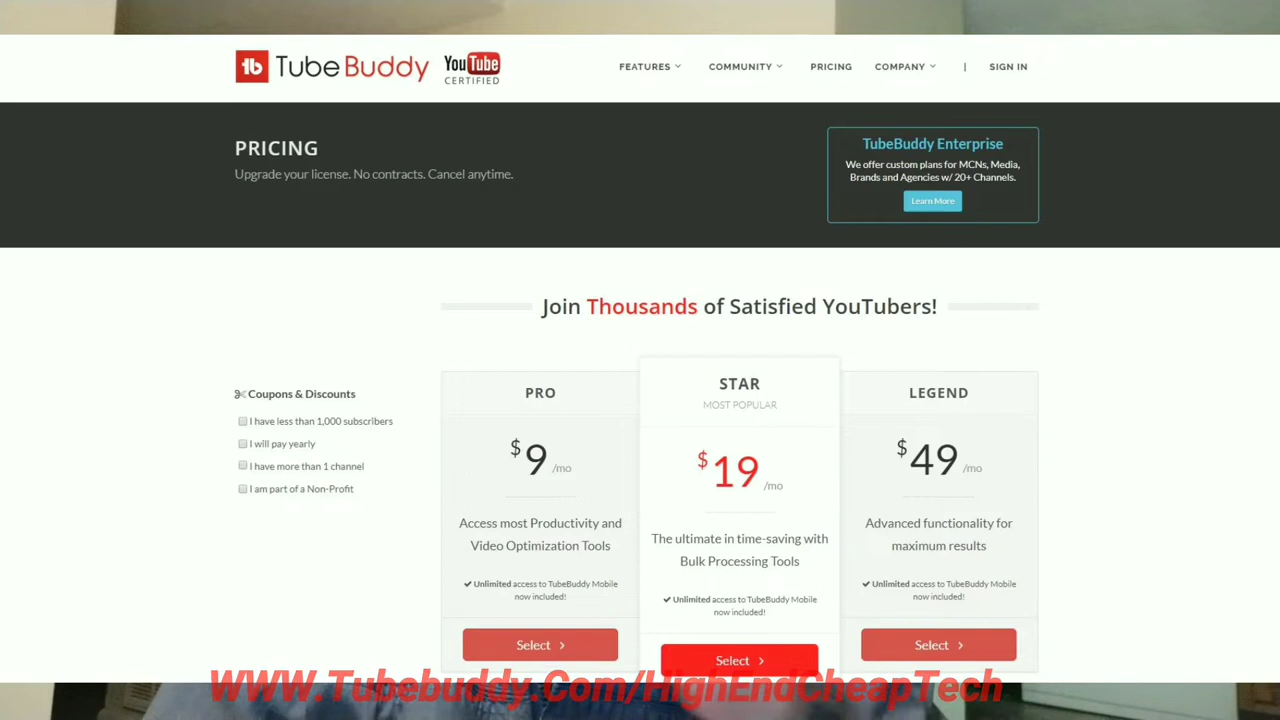 TubeBuddy
YouTube
CERTIFIED
FEATURES
COMMUNITY
PRICING
COMPANY
|
SIGN IN
PRICING
Upgrade your license. No contracts. Cancel anytime.
TubeBuddy Enterprise
We offer custom plans for MCNs, Media,
Brands and Agencies w/ 20+ Channels.
Learn More
Join Thousands of Satisfied YouTubers!
Coupons & Discounts
I have less than 1,000 subscribers
I will pay yearly
I have more than 1 channel
I am part of a Non-Profit
PRO
$9 /mo
Access most Productivity and
Video Optimization Tools
✔ Unlimited access to TubeBuddy Mobile
now included!
Select >
STAR
MOST POPULAR
$19 /mo
The ultimate in time-saving with
Bulk Processing Tools
✔ Unlimited access to TubeBuddy Mobile
now included!
Select >
LEGEND
$49 /mo
Advanced functionality for
maximum results
✔ Unlimited access to TubeBuddy Mobile
now included!
Select >
WWW.Tubebuddy.Com/HighEndCheapTech